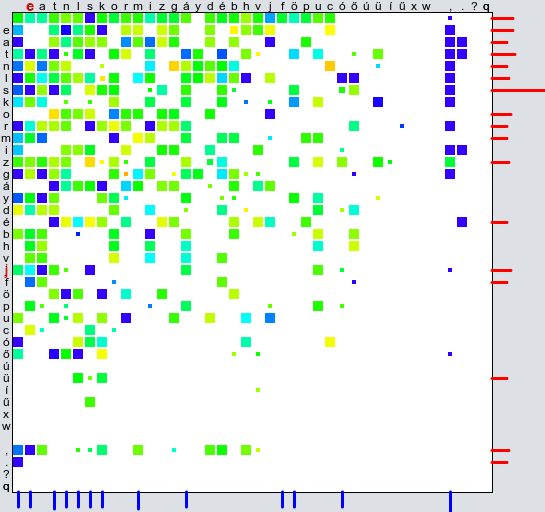 e a t n l s k o r m i z g á y d é b h v j f ö p u c ó ő ú ü í ű x w , . ? q
e
a
t
n
l
s
k
o
r
m
i
z
g
á
y
d
é
b
h
v
j
f
ö
p
u
c
ó
ő
ú
ü
í
ű
x
w
,
.
?
q